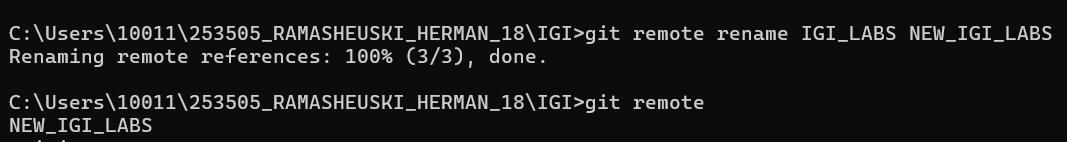 C:\Users\10011\253505_RAMASHEUSKI_HERMAN_18\IGI>git remote rename IGI_LABS NEW_IGI_LABS
Renaming remote references: 100% (3/3), done.
C:\Users\10011\253505_RAMASHEUSKI_HERMAN_18\IGI>git remote
NEW_IGI_LABS